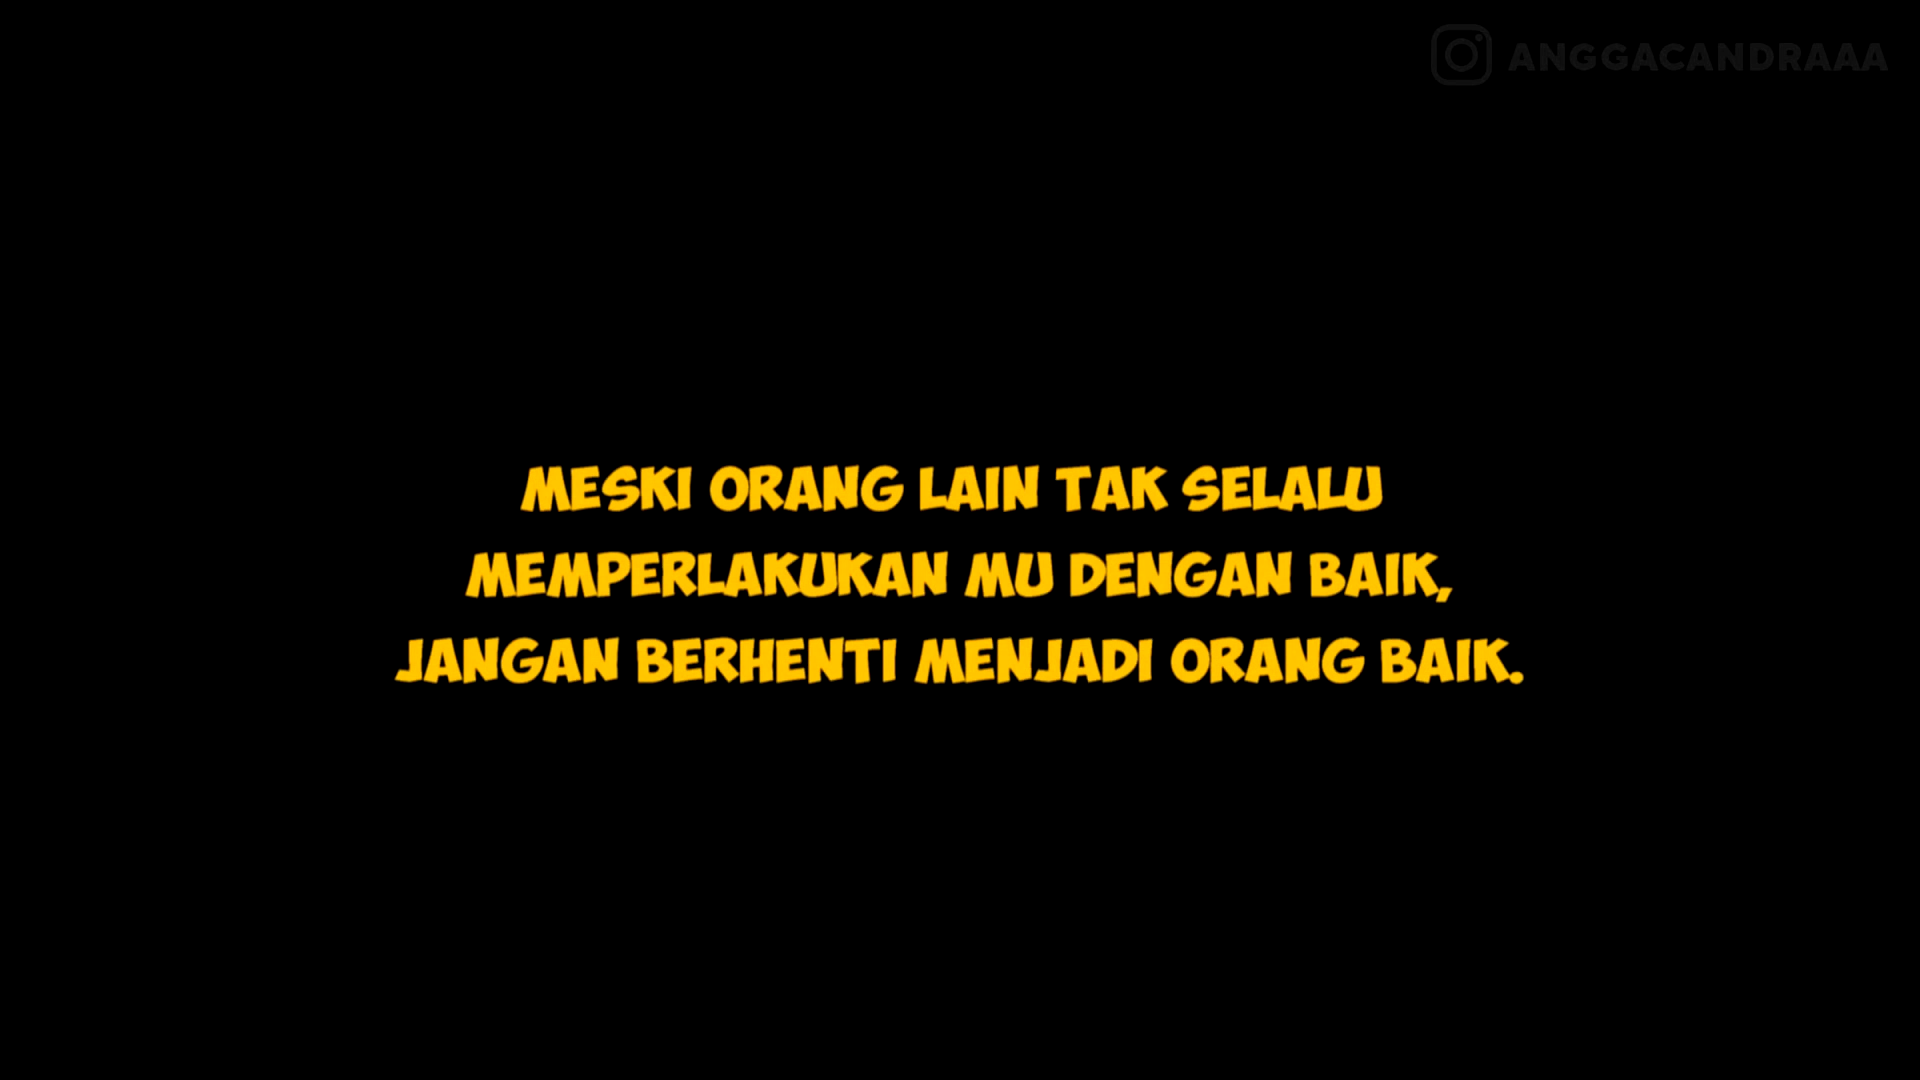 ANGGACANDRAAA
MESKI ORANG LAIN TAK SELALU
MEMPERLAKUKAN MU DENGAN BAIK,
JANGAN BERHENTI MENJADI ORANG BAIK.